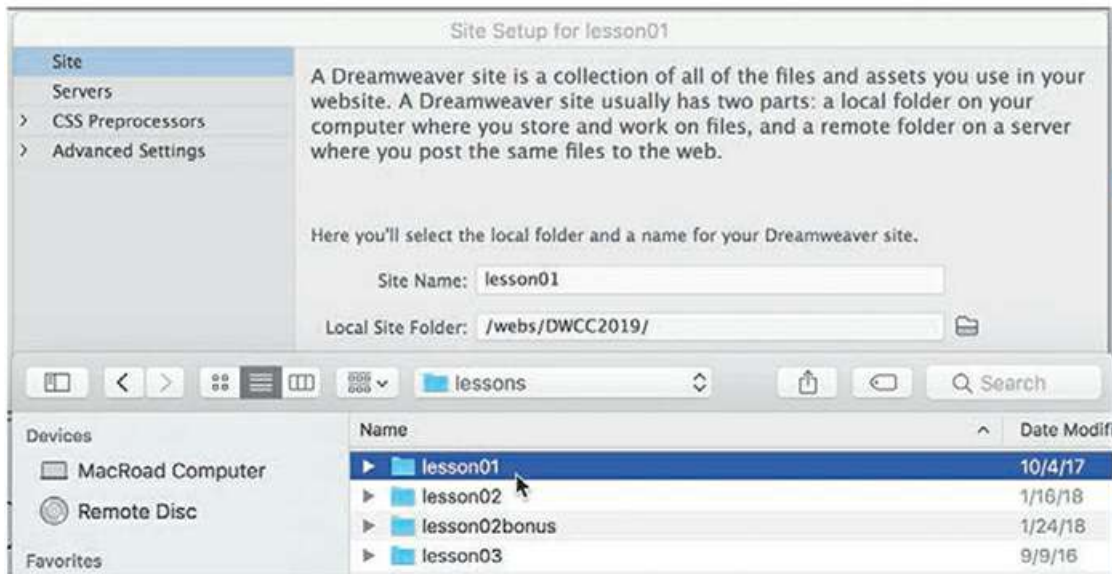 Site Setup for lesson01
Site
Servers
CSS Preprocessors
Advanced Settings
A Dreamweaver site is a collection of all of the files and assets you use in your
website. A Dreamweaver site usually has two parts: a local folder on your
computer where you store and work on files, and a remote folder on a server
where you post the same files to the web.
Here you'll select the local folder and a name for your Dreamweaver site.
Site Name: lesson01
Local Site Folder: /webs/DWCC2019/
lessons
Search
Devices
MacRoad Computer
Remote Disc
Favorites
Name Date Modifi
lesson01 10/4/17
lesson02 1/16/18
lesson02bonus 1/24/18
lesson03 9/9/16